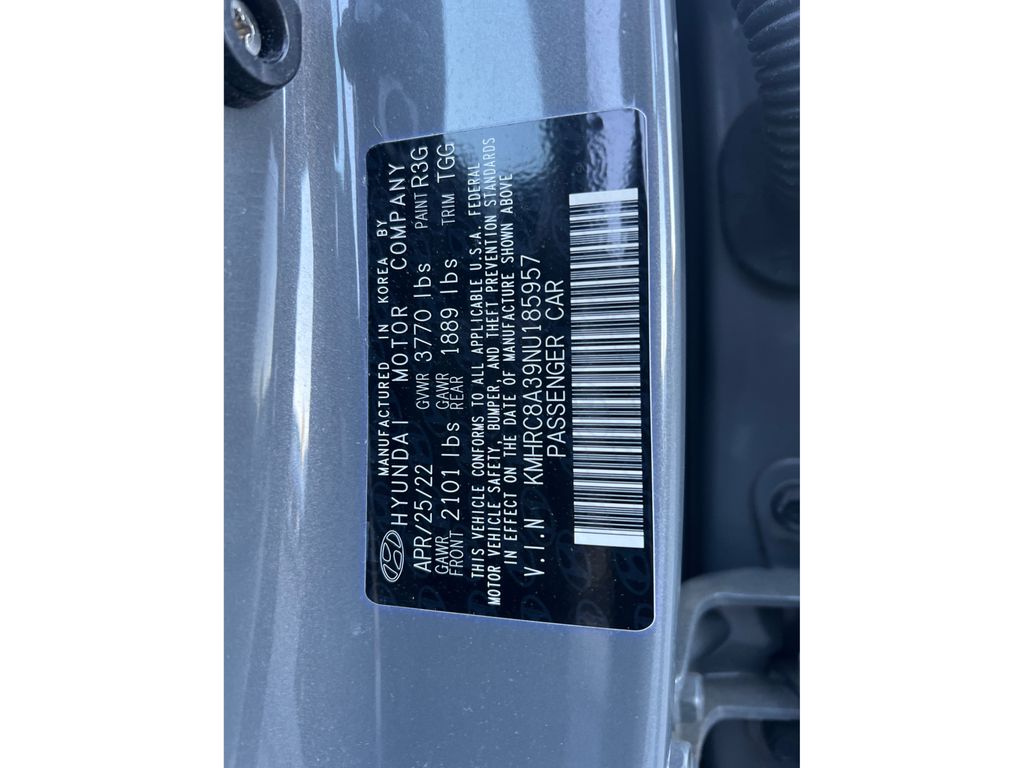 MANUFACTURED IN KOREA BY
HYUNDAI MOTOR COMPANY
APR/25/22 GVWR 3770 lbs PAINT R3G
GAWR FRONT 2101 lbs GAWR REAR 1889 lbs TRIM TGG
THIS VEHICLE CONFORMS TO ALL APPLICABLE U.S.A. FEDERAL
MOTOR VEHICLE SAFETY, BUMPER, AND THEFT PREVENTION STANDARDS
IN EFFECT ON THE DATE OF MANUFACTURE SHOWN ABOVE
V.I.N KMHRC8A39NU185957
PASSENGER CAR